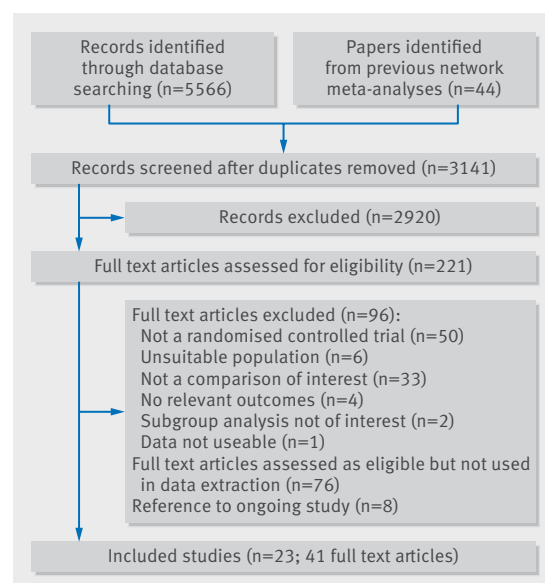 Records identified
through database
searching (n=5566)
Papers identified
from previous network
meta-analyses (n=44)
Records screened after duplicates removed (n=3141)
Records excluded (n=2920)
Full text articles assessed for eligibility (n=221)
Full text articles excluded (n=96):
Not a randomised controlled trial (n=50)
Unsuitable population (n=6)
Not a comparison of interest (n=33)
No relevant outcomes (n=4)
Subgroup analysis not of interest (n=2)
Data not useable (n=1)
Full text articles assessed as eligible but not used
in data extraction (n=76)
Reference to ongoing study (n=8)
Included studies (n=23; 41 full text articles)